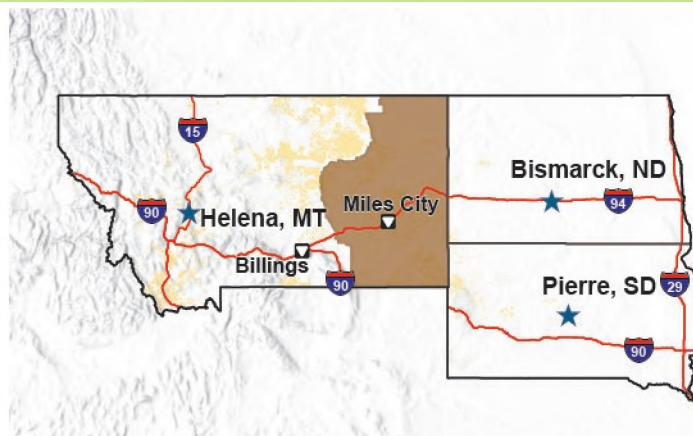 15
Bismarck, ND
90
Helena, MT
Miles City
94
Billings
90
Pierre, SD
29
90